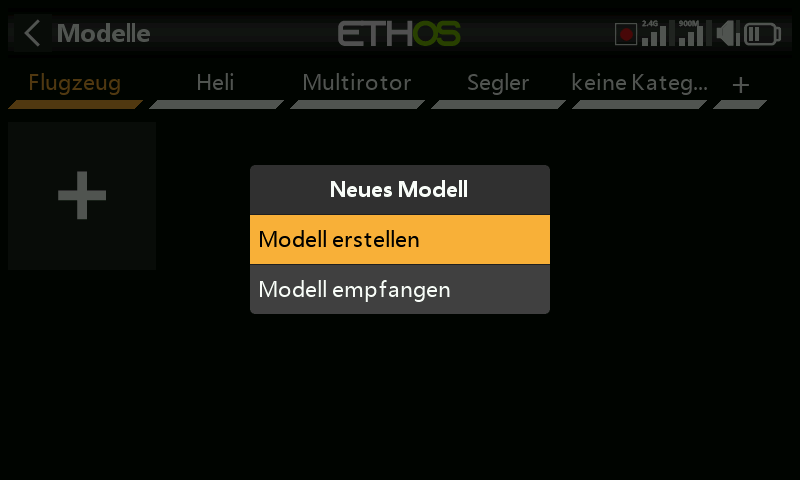 Modelle
ETHOS
2.4G
900M
Flugzeug
Heli
Multirotor
Segler
keine Kateg...
+
+
Neues Modell
Modell erstellen
Modell empfangen